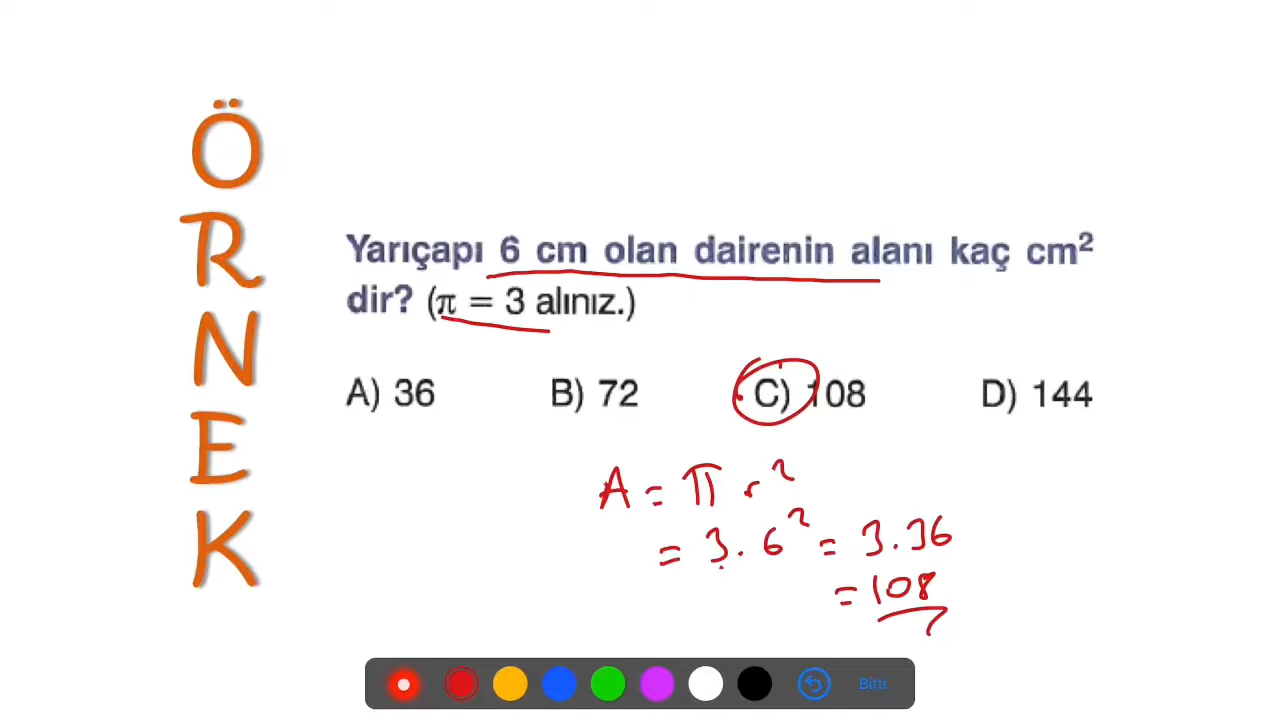 ÖRNEK
Yarıçapı 6 cm olan dairenin alanı kaç cm²
dir? (π = 3 alınız.)
A) 36 B) 72 C) 108 D) 144
A = π r²
= 3.6² = 3.36
= 108
Bitti